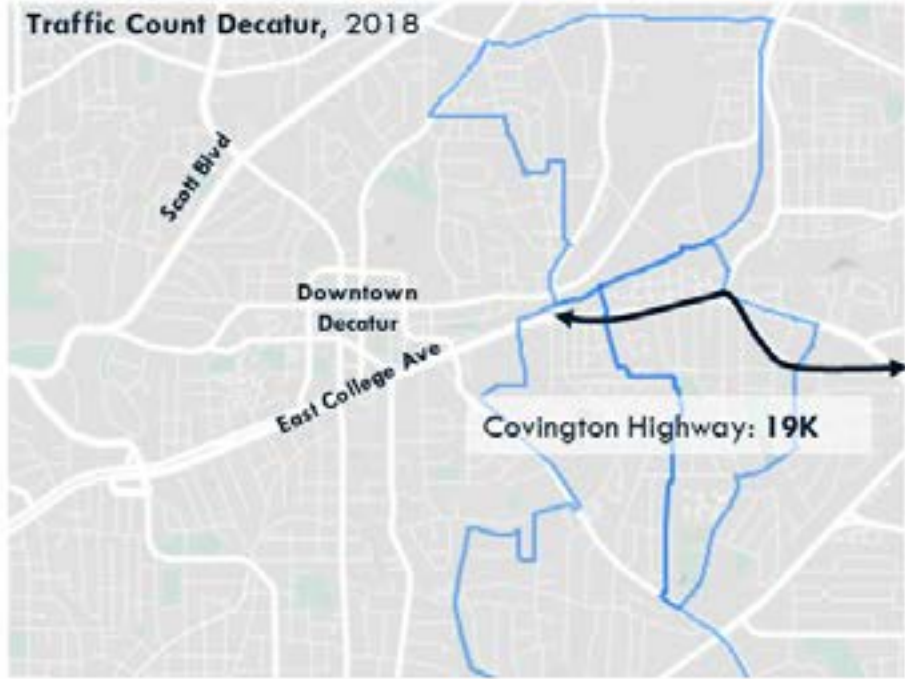 Traffic Count Decatur, 2018
Scott Blvd
Downtown
Decatur
East College Ave
Covington Highway: 19K